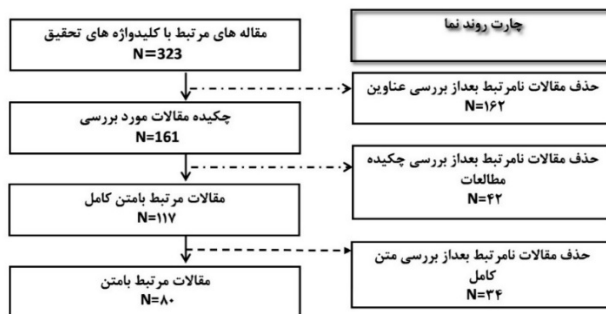 چارت روند نما
مقاله های مرتبط با کلیدواژه های تحقیق
N=323
حذف مقالات نامرتبط بعداز بررسی عناوین
N=۱۶۲
چکیده مقالات مورد بررسی
N=161
حذف مقالات نامرتبط بعداز بررسی چکیده
مطالعات
N=۴۲
مقالات مرتبط بامتن کامل
N=۱۱۷
حذف مقالات نامرتبط بعداز بررسی متن
کامل
N=۳۴
مقالات مرتبط بامتن
N=۸۰